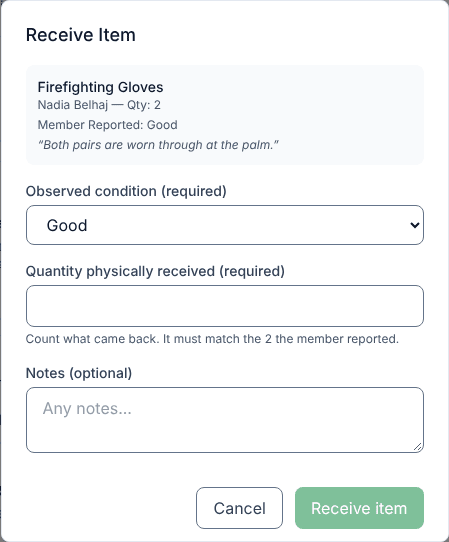 Receive Item
Firefighting Gloves
Nadia Belhaj — Qty: 2
Member Reported: Good
“Both pairs are worn through at the palm.”
Observed condition (required)
Good
Quantity physically received (required)
Count what came back. It must match the 2 the member reported.
Notes (optional)
Any notes...
Cancel
Receive item